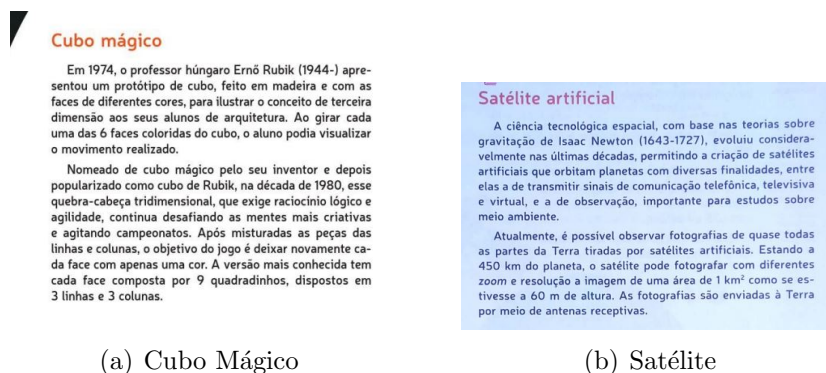 Cubo mágico
Em 1974, o professor húngaro Ernő Rubik (1944-) apre-
sentou um protótipo de cubo, feito em madeira e com as
faces de diferentes cores, para ilustrar o conceito de terceira
dimensão aos seus alunos de arquitetura. Ao girar cada
uma das 6 faces coloridas do cubo, o aluno podia visualizar
o movimento realizado.
Nomeado de cubo mágico pelo seu inventor e depois
popularizado como cubo de Rubik, na década de 1980, esse
quebra-cabeça tridimensional, que exige raciocínio lógico e
agilidade, continua desafiando as mentes mais criativas
e agitando campeonatos. Após misturadas as peças das
linhas e colunas, o objetivo do jogo é deixar novamente ca-
da face com apenas uma cor. A versão mais conhecida tem
cada face composta por 9 quadradinhos, dispostos em
3 linhas e 3 colunas.
(a) Cubo Mágico
Satélite artificial
A ciência tecnológica espacial, com base nas teorias sobre
gravitação de Isaac Newton (1643-1727), evoluiu considera-
velmente nas últimas décadas, permitindo a criação de satélites
artificiais que orbitam planetas com diversas finalidades, entre
elas a de transmitir sinais de comunicação telefônica, televisiva
e virtual, e a de observação, importante para estudos sobre
meio ambiente.
Atualmente, é possível observar fotografias de quase todas
as partes da Terra tiradas por satélites artificiais. Estando a
450 km do planeta, o satélite pode fotografar com diferentes
zoom e resolução a imagem de uma área de 1 km² como se es-
tivesse a 60 m de altura. As fotografias são enviadas à Terra
por meio de antenas receptivas.
(b) Satélite